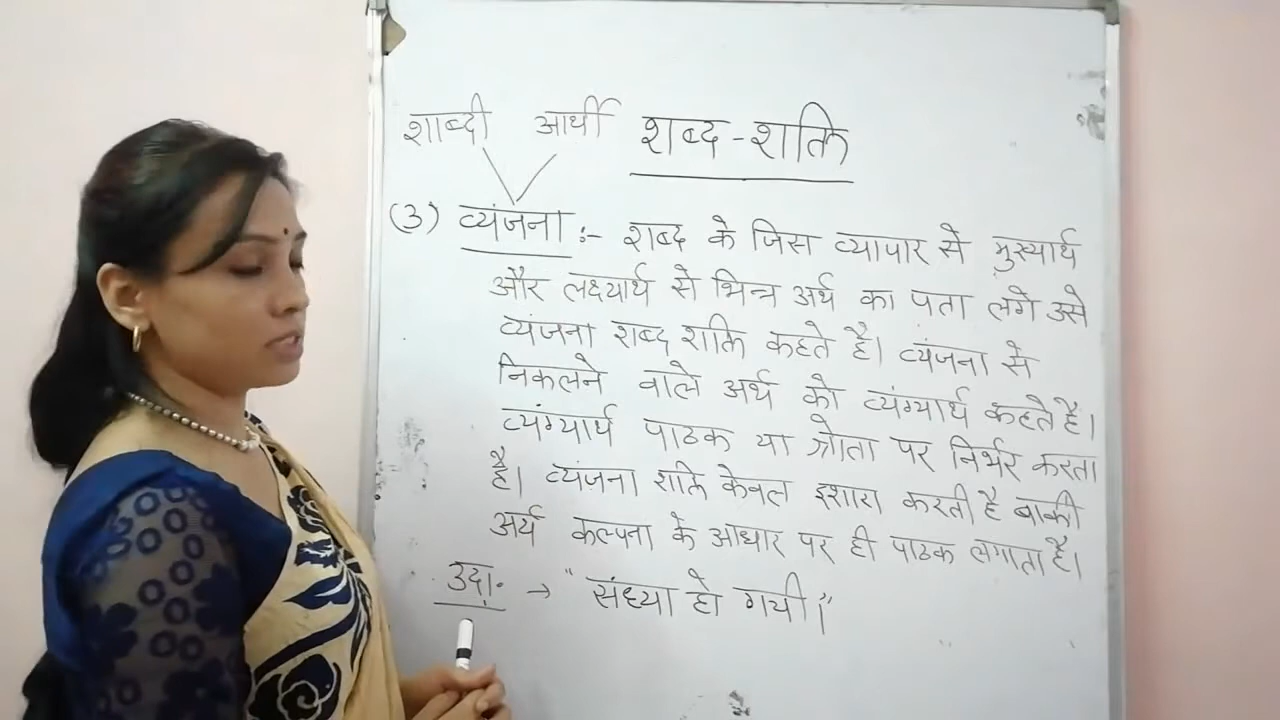 शाब्दी आर्थी शब्द-शक्ति
(3) व्यंजना :- शब्द के जिस व्यापार से मुख्यार्थ
और लक्ष्यार्थ से भिन्न अर्थ का पता लगे उसे
व्यंजना शब्द शक्ति कहते है। व्यंजना से
निकलने वाले अर्थ को व्यंग्यार्थ कहते है।
व्यंग्यार्थ पाठक या श्रोता पर निर्भर करता
है। व्यंजना शक्ति केवल इशारा करती है बाकी
अर्थ कल्पना के आधार पर ही पाठक लगाता है।
उदा. → "संध्या हो गयी।"